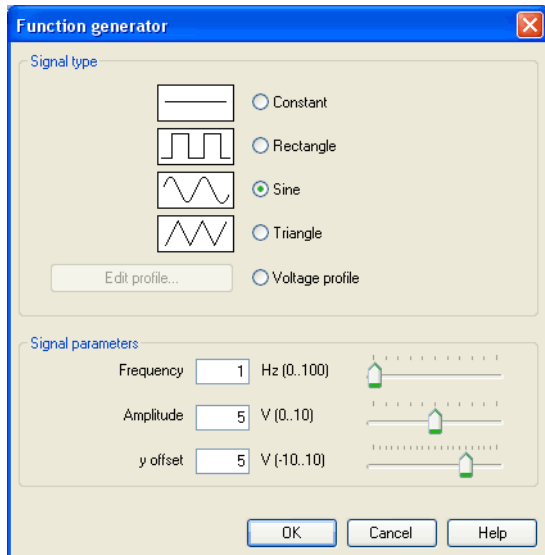 Function generator
Signal type
Constant
Rectangle
Sine
Triangle
Edit profile... Voltage profile
Signal parameters
Frequency 1 Hz (0..100)
Amplitude 5 V (0..10)
y offset 5 V (-10..10)
OK Cancel Help